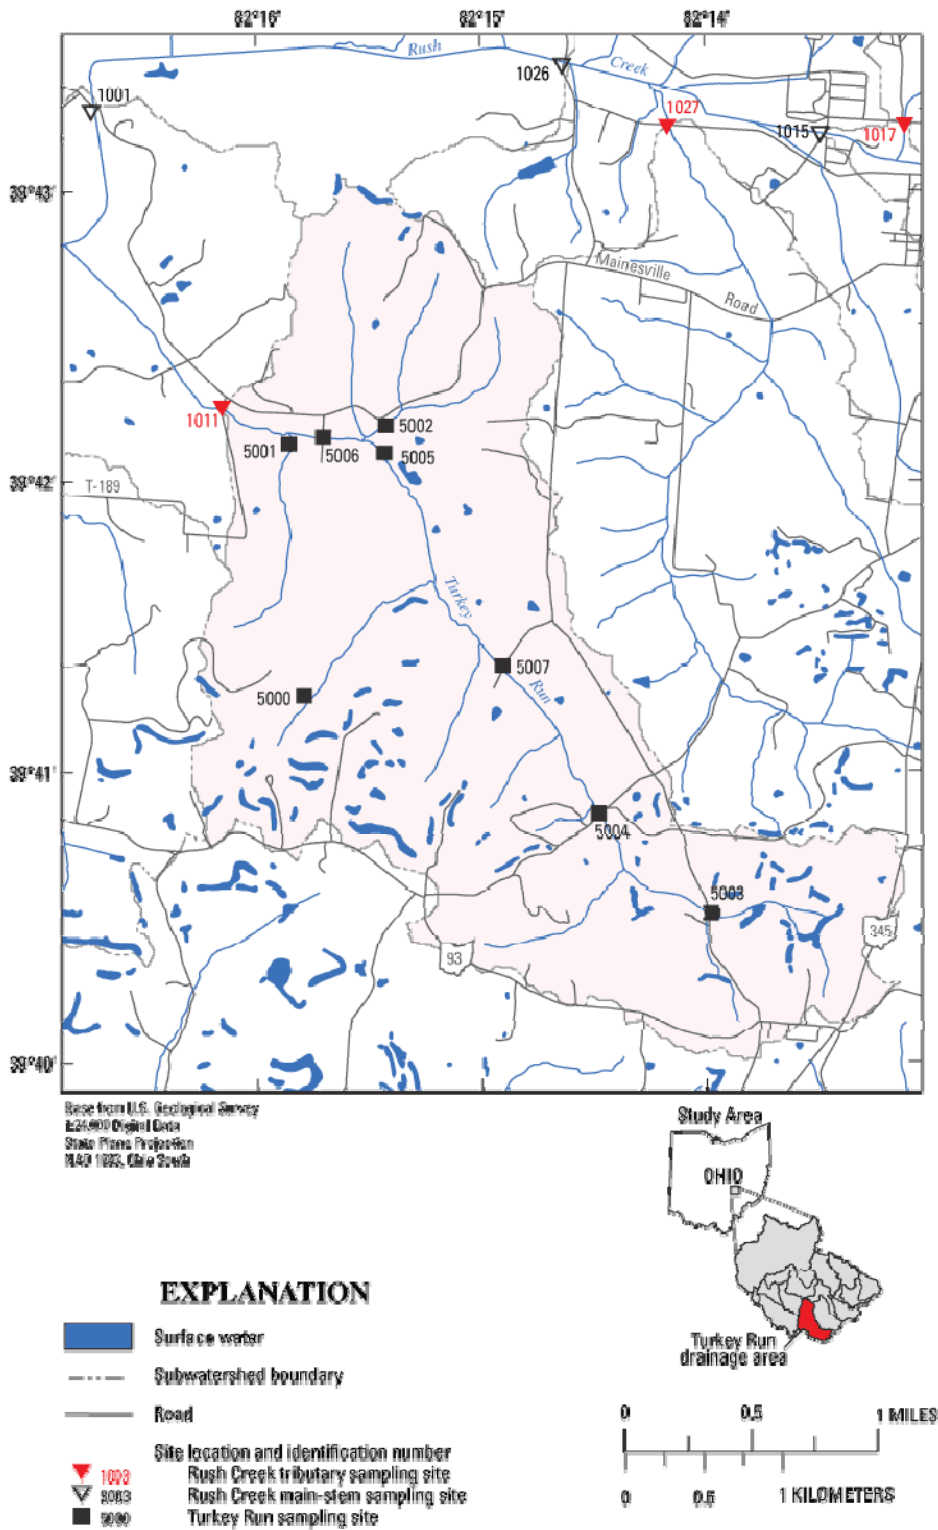 82°16' 82°15' 82°14'
Rush
Creek
1026
1001
1027
1015
1017
39°43'
Mainesville
Road
1011
5002
5001
5006
5005
39°42'
T-189
Turkey
5007
Run
5000
39°41'
5004
5003
345
93
39°40'
Base from U.S. Geological Survey
1:24,000 Digital Data
State Plane Projection
NAD 1983, Ohio South
Study Area
OHIO
Turkey Run
drainage area
EXPLANATION
Surface water
Subwatershed boundary
Road
Site location and identification number
Rush Creek tributary sampling site
Rush Creek main-stem sampling site
5000 Turkey Run sampling site
0 0.5 1 MILES
0 0.5 1 KILOMETERS